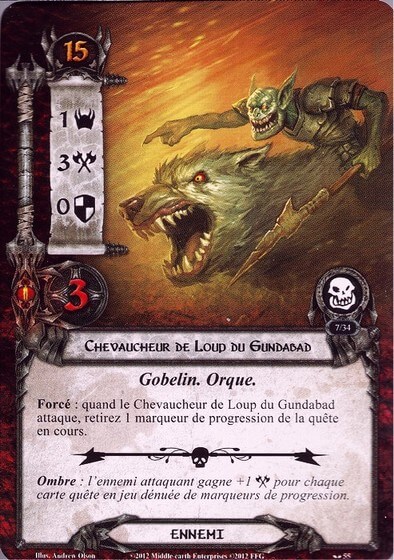 15
1
3
0
3
7/34
Chevaucheur de Loup du Gundabad
Gobelin. Orque.
Forcé : quand le Chevaucheur de Loup du Gundabad
attaque, retirez 1 marqueur de progression de la quête
en cours.
Ombre : l'ennemi attaquant gagne +1 pour chaque
carte quête en jeu dénuée de marqueurs de progression.
ENNEMI
Illus. Andrew Olson
©2012 Middle-earth Enterprises ©2012 FFG
55